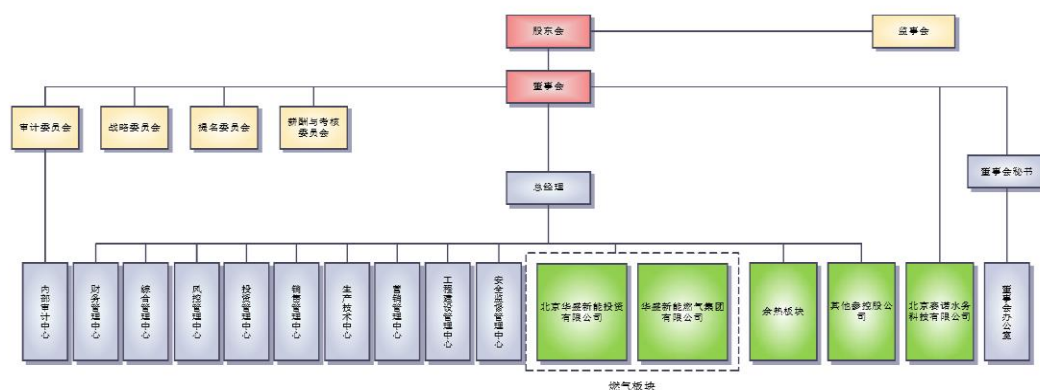 股东会
监事会
董事会
审计委员会
战略委员会
提名委员会
薪酬与考核
委员会
总经理
董事会秘书
内部审计中心
财务管理中心
综合管理中心
风控管理中心
投资管理中心
销售管理中心
生产技术中心
营销管理中心
工程建设管理中心
安全监督管理中心
北京华盛新能投资
有限公司
华盛新能燃气集团
有限公司
余热板块
其他参控股公
司
北京赛诺水务
科技有限公司
董事会办公室
燃气板块